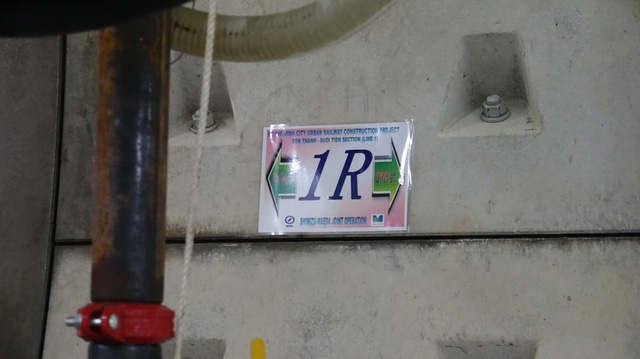 CITY URBAN RAILWAY CONSTRUCTION PROJECT
THANH - SUOI TIEN SECTION (LINE 1)
1R
SHIMIZU-MAEDA JOINT OPERATION